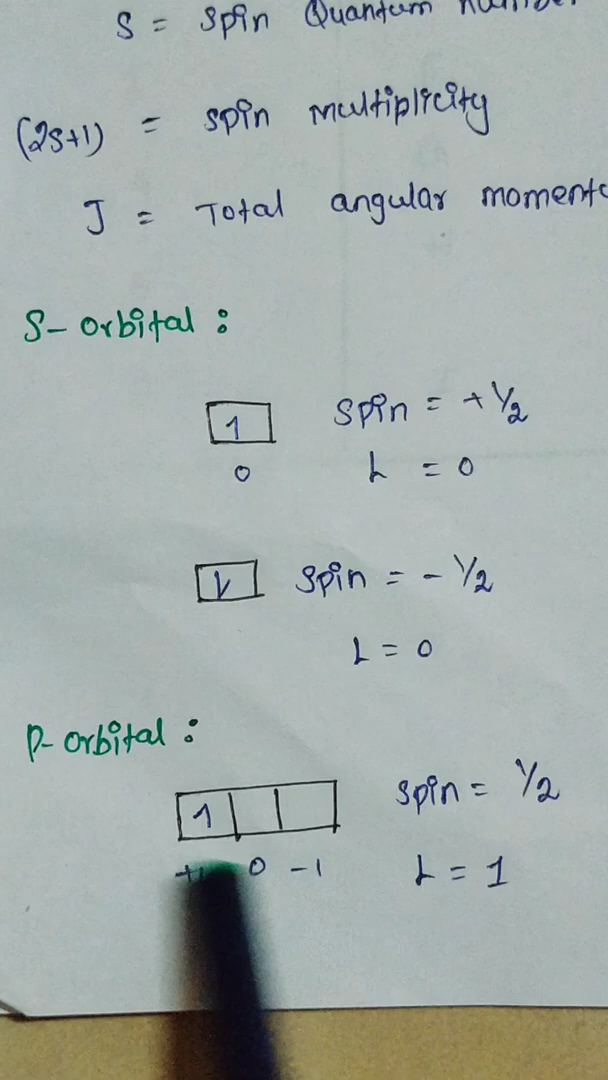 S = Spin Quantum
(2S+1) = Spin multiplicity
J = Total angular
S- orbital :
1 Spin = + 1/2
0 L = 0
Spin = - 1/2
L = 0
P- orbital :
1 Spin = 1/2
+1 0 -1 L = 1